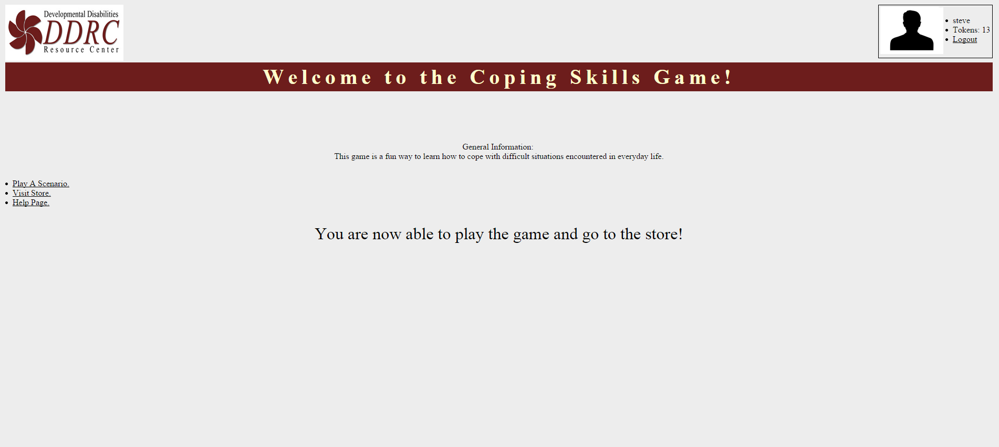 Developmental Disabilities
DDRC
Resource Center
steve
Tokens: 13
Logout
Welcome to the Coping Skills Game!
General Information:
This game is a fun way to learn how to cope with difficult situations encountered in everyday life.
Play A Scenario.
Visit Store.
Help Page.
You are now able to play the game and go to the store!